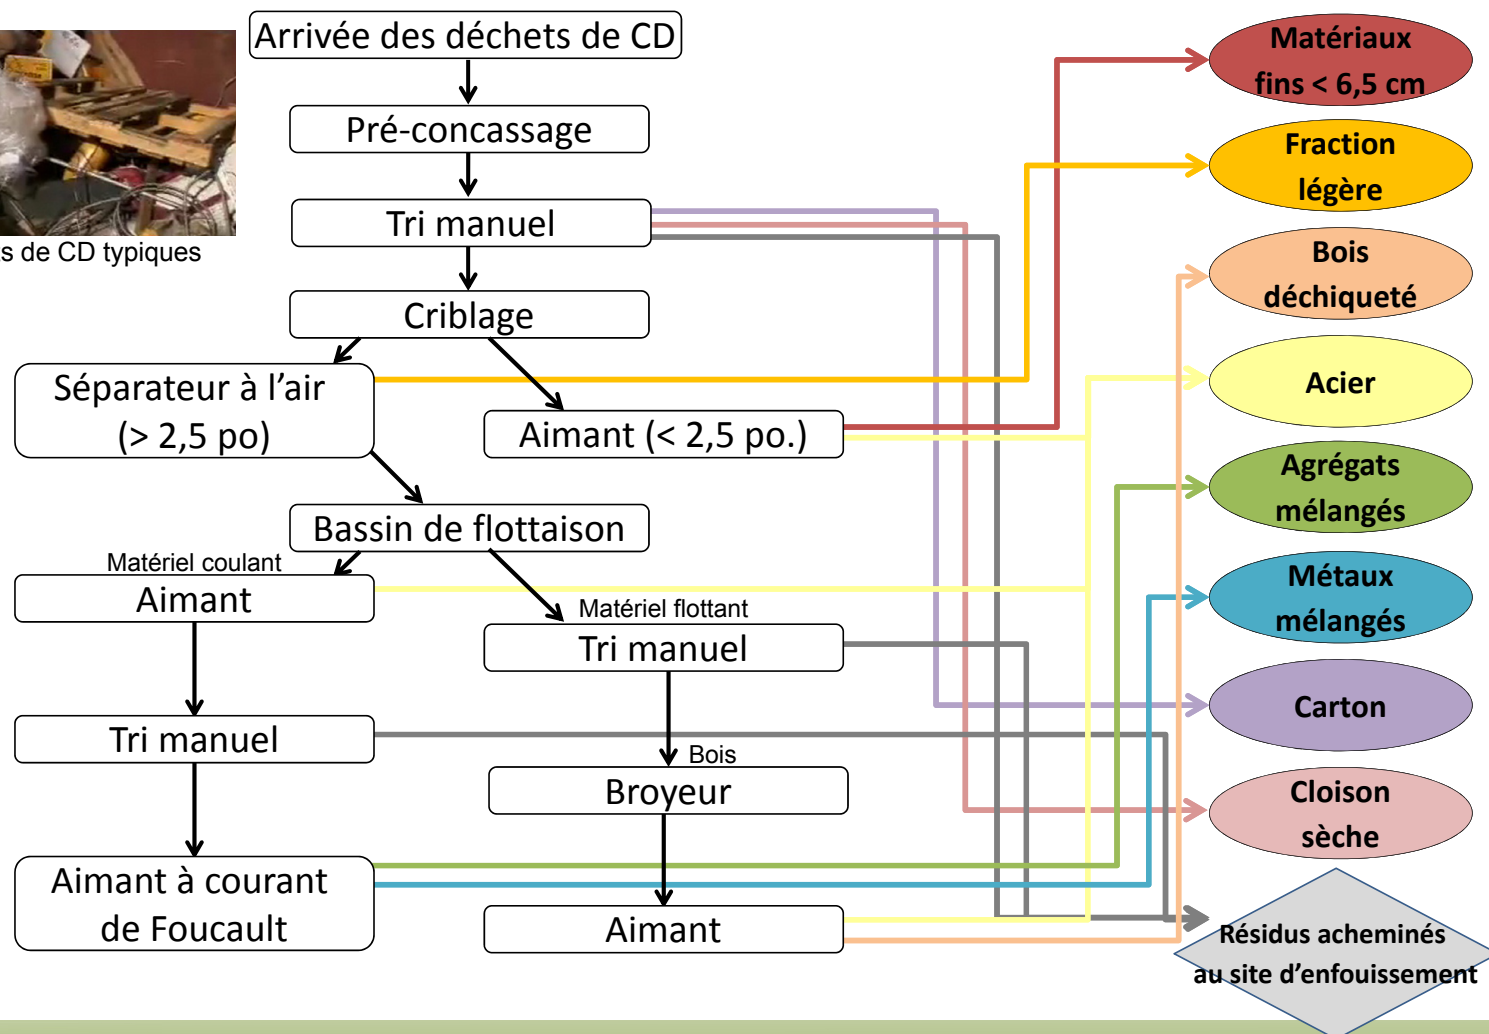 Arrivée des déchets de CD
Pré-concassage
Tri manuel
de CD typiques
Criblage
Séparateur à l'air
(> 2,5 po)
Aimant (< 2,5 po.)
Bassin de flottaison
Matériel coulant
Aimant
Matériel flottant
Tri manuel
Tri manuel
Bois
Broyeur
Aimant à courant
de Foucault
Aimant
Matériaux
fins < 6,5 cm
Fraction
légère
Bois
déchiqueté
Acier
Agrégats
mélangés
Métaux
mélangés
Carton
Cloison
sèche
Résidus acheminés
au site d'enfouissement